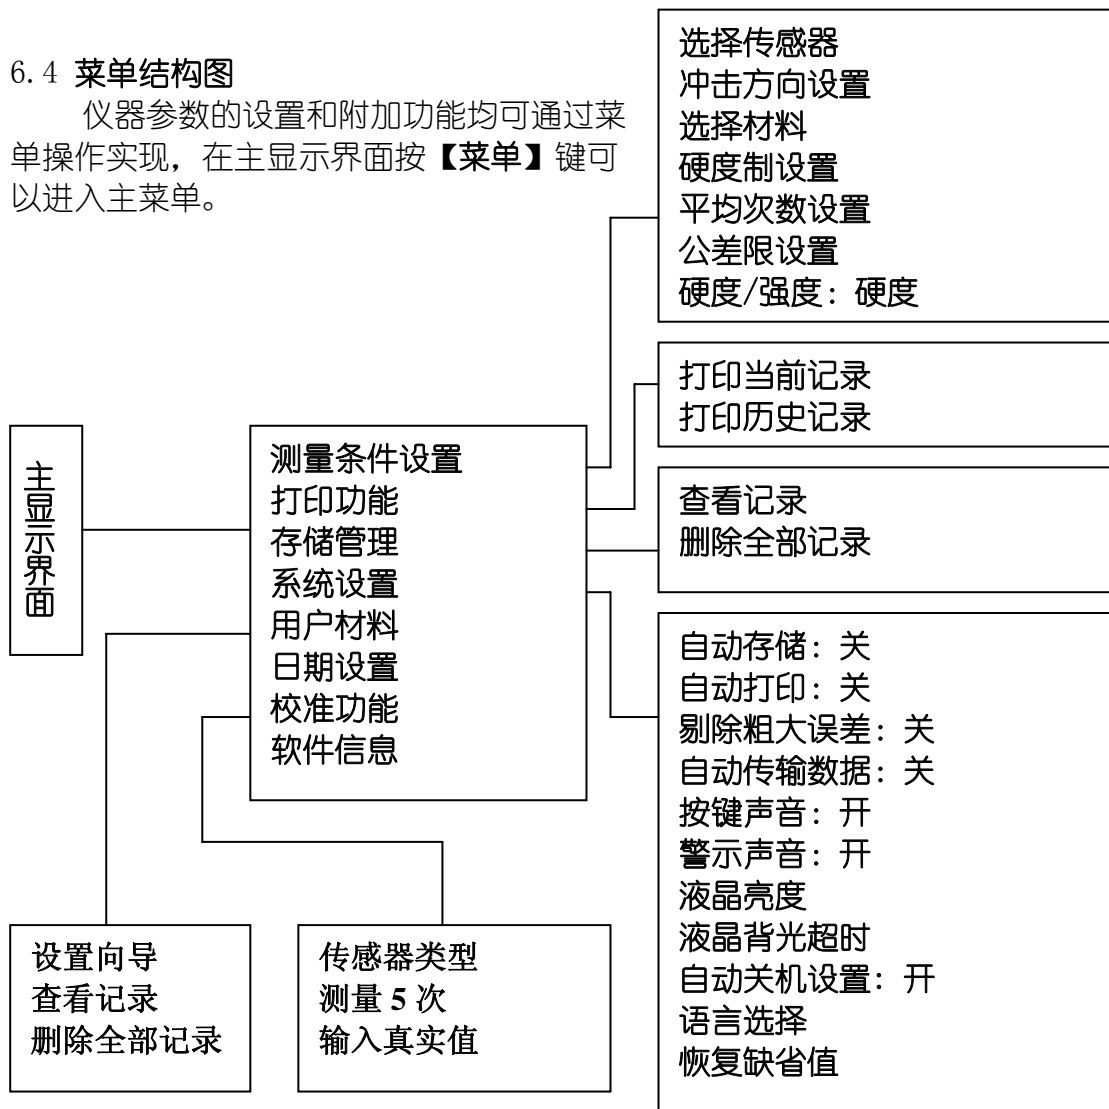 6.4 菜单结构图
仪器参数的设置和附加功能均可通过菜
单操作实现，在主显示界面按【菜单】键可
以进入主菜单。
选择传感器
冲击方向设置
选择材料
硬度制设置
平均次数设置
公差限设置
硬度/强度：硬度
打印当前记录
打印历史记录
查看记录
删除全部记录
主显示界面
测量条件设置
打印功能
存储管理
系统设置
用户材料
日期设置
校准功能
软件信息
自动存储：关
自动打印：关
剔除粗大误差：关
自动传输数据：关
按键声音：开
警示声音：开
液晶亮度
液晶背光超时
自动关机设置：开
语言选择
恢复缺省值
设置向导
查看记录
删除全部记录
传感器类型
测量 5 次
输入真实值